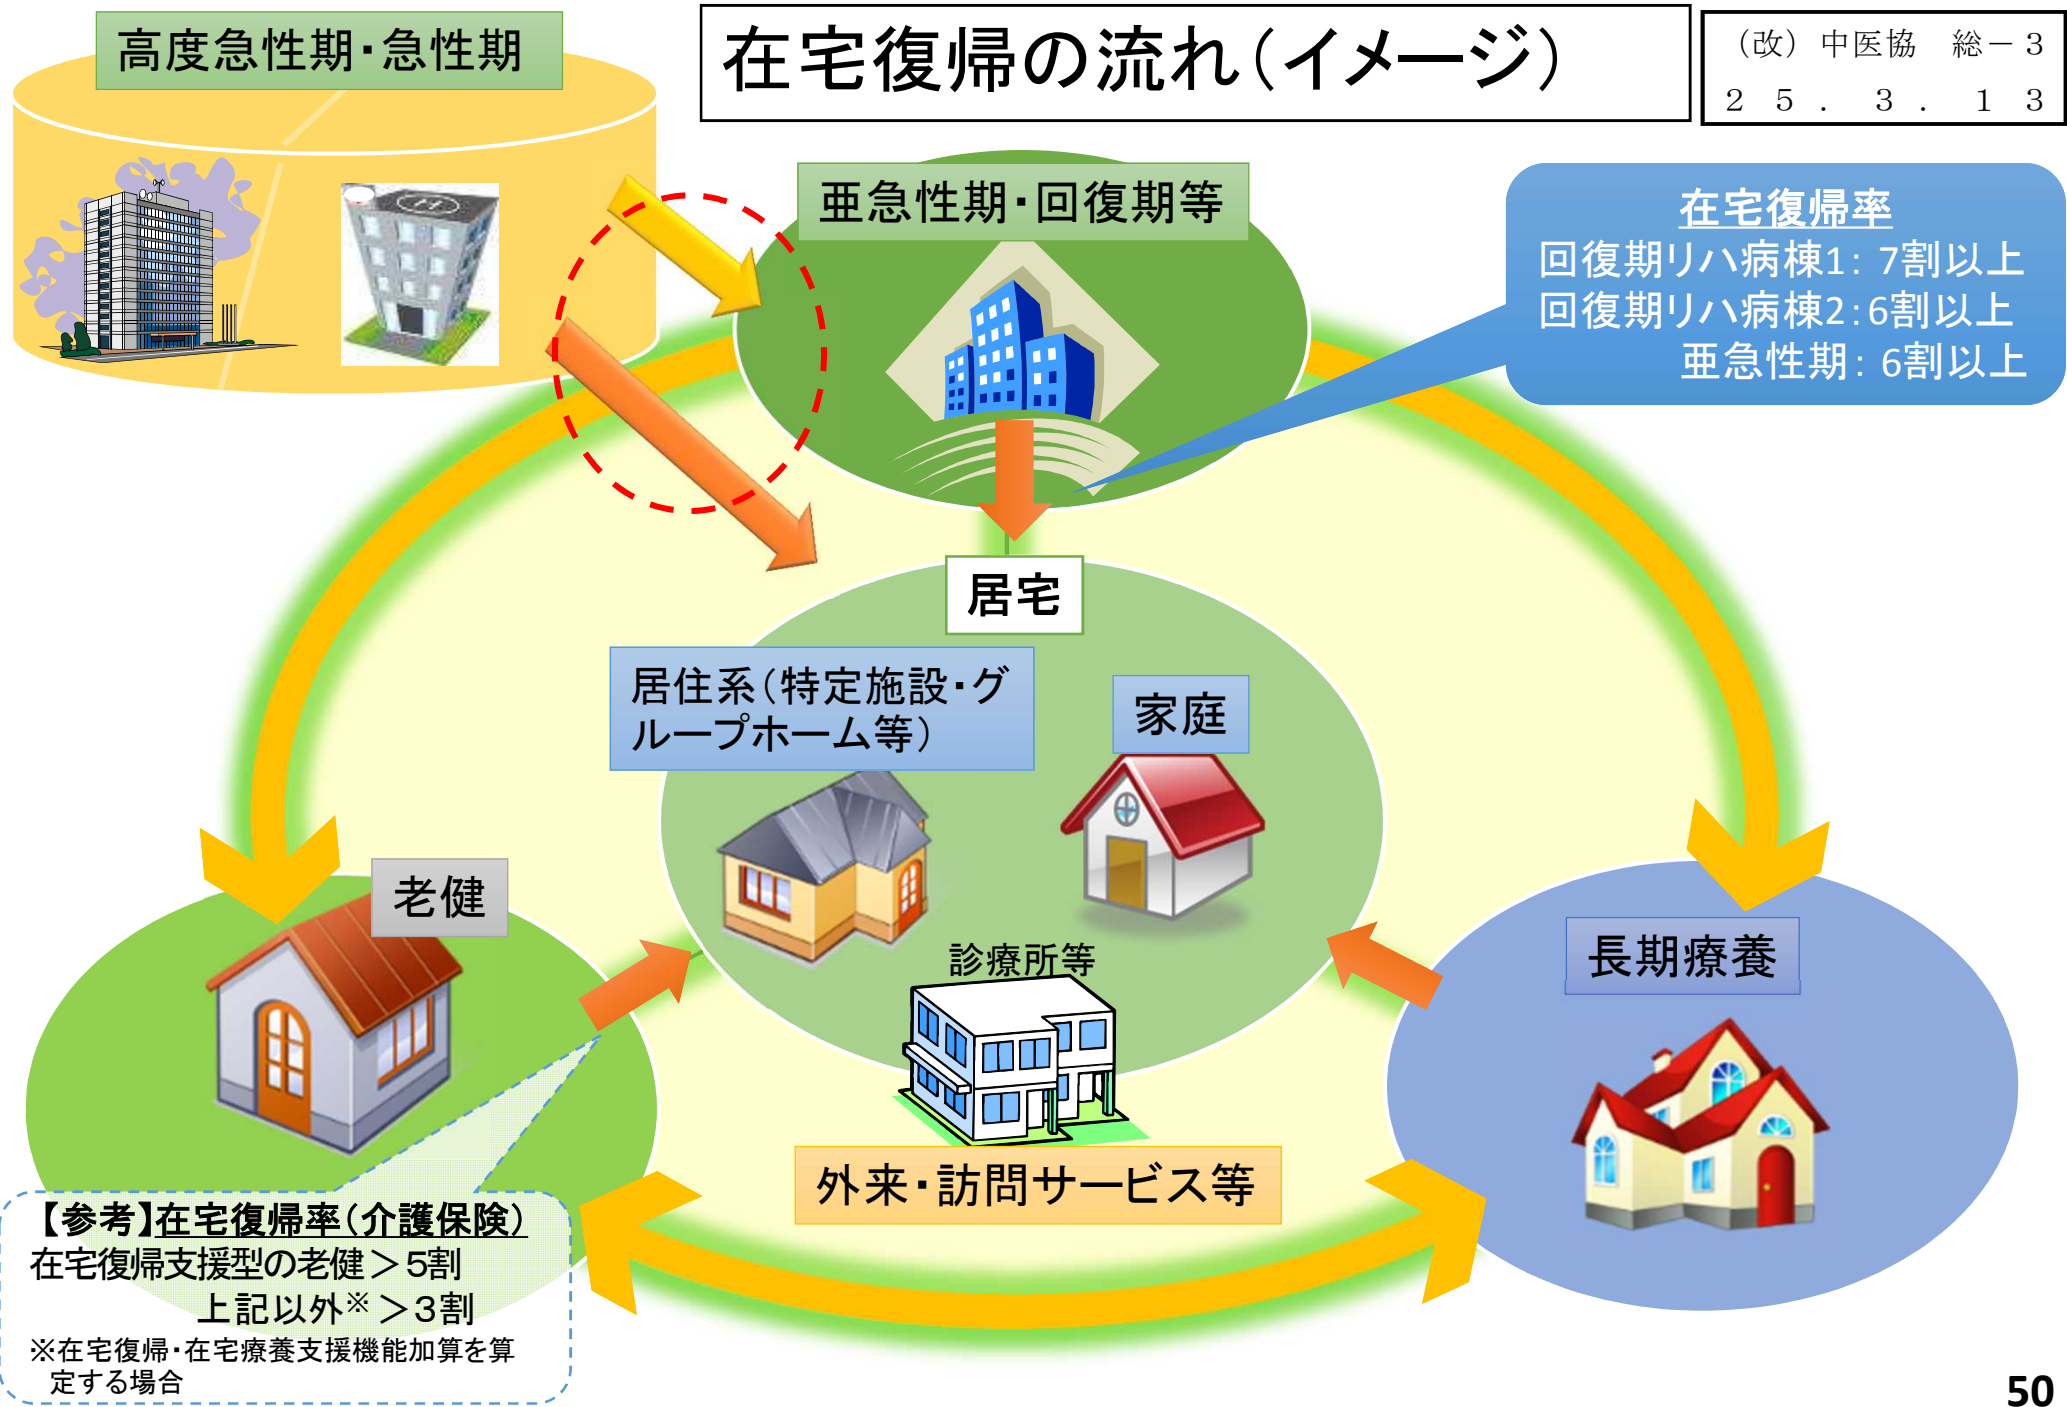 高度急性期・急性期
在宅復帰の流れ（イメージ）
（改）中医協　総－３
２５．３．１３
亜急性期・回復期等
在宅復帰率
回復期リハ病棟1：7割以上
回復期リハ病棟2：6割以上
亜急性期：6割以上
H
居宅
居住系（特定施設・グ
ループホーム等）
家庭
老健
診療所等
長期療養
外来・訪問サービス等
【参考】在宅復帰率（介護保険）
在宅復帰支援型の老健＞５割
上記以外※＞３割
※在宅復帰・在宅療養支援機能加算を算
定する場合
50